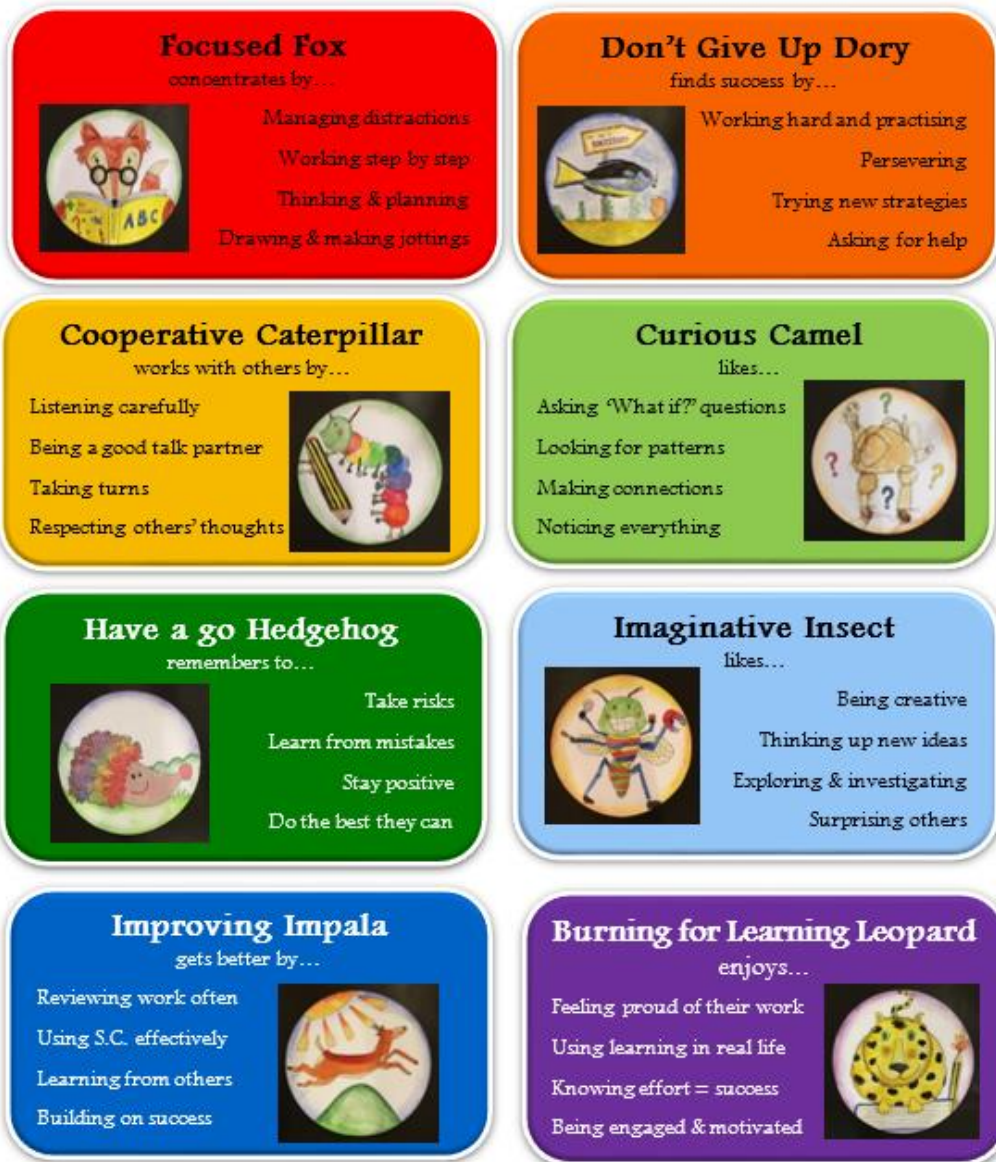 Focused Fox
concentrates by...
Managing distractions
Working step by step
Thinking & planning
Drawing & making jottings
ABC
Don't Give Up Dory
finds success by...
Working hard and practising
Persevering
Trying new strategies
Asking for help
Cooperative Caterpillar
works with others by...
Listening carefully
Being a good talk partner
Taking turns
Respecting others' thoughts
Curious Camel
likes...
Asking 'What if?' questions
Looking for patterns
Making connections
Noticing everything
?
?
?
?
Have a go Hedgehog
remembers to...
Take risks
Learn from mistakes
Stay positive
Do the best they can
Imaginative Insect
likes...
Being creative
Thinking up new ideas
Exploring & investigating
Surprising others
Improving Impala
gets better by...
Reviewing work often
Using S.C. effectively
Learning from others
Building on success
Burning for Learning Leopard
enjoys...
Feeling proud of their work
Using learning in real life
Knowing effort = success
Being engaged & motivated